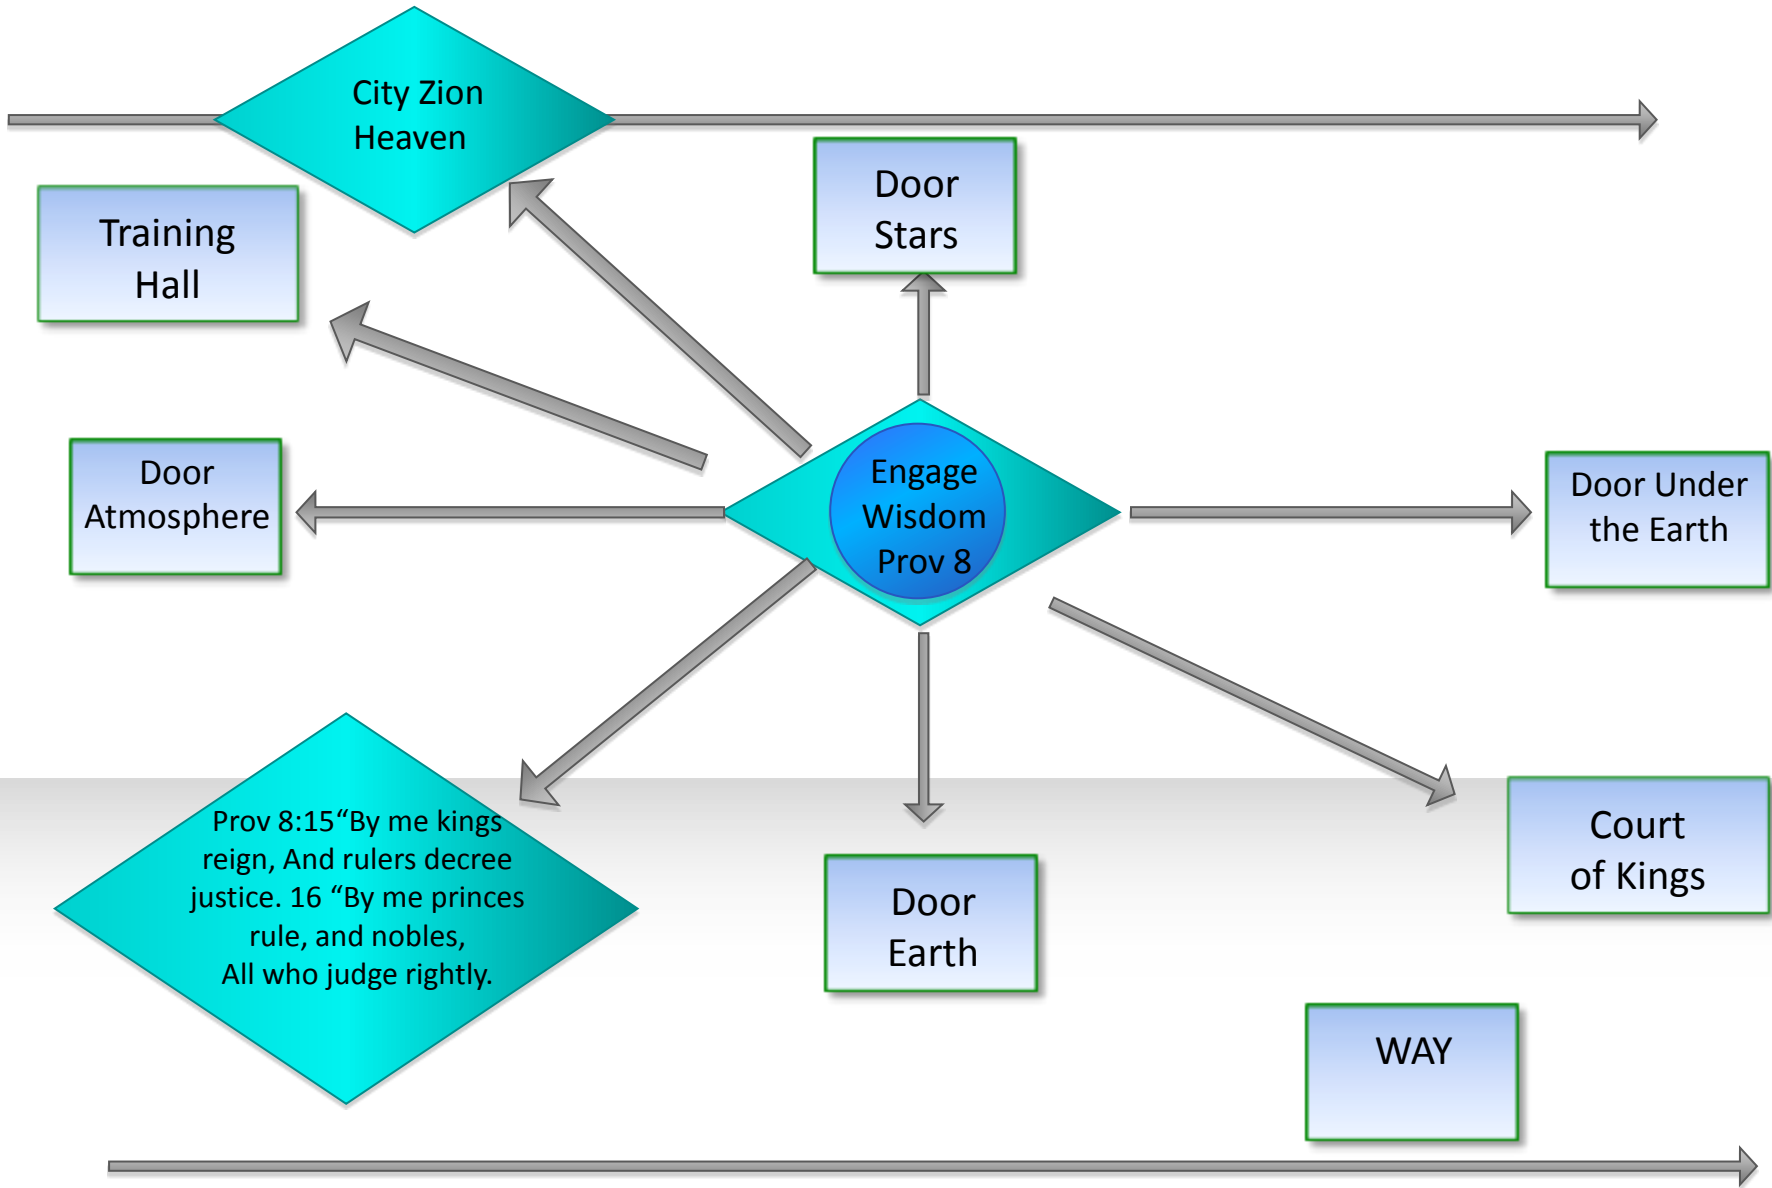 City Zion
Heaven
Door
Stars
Training
Hall
Door
Atmosphere
Engage
Wisdom
Prov 8
Door Under
the Earth
Prov 8:15“By me kings
reign, And rulers decree
justice. 16 “By me princes
rule, and nobles,
All who judge rightly.
Door
Earth
Court
of Kings
WAY